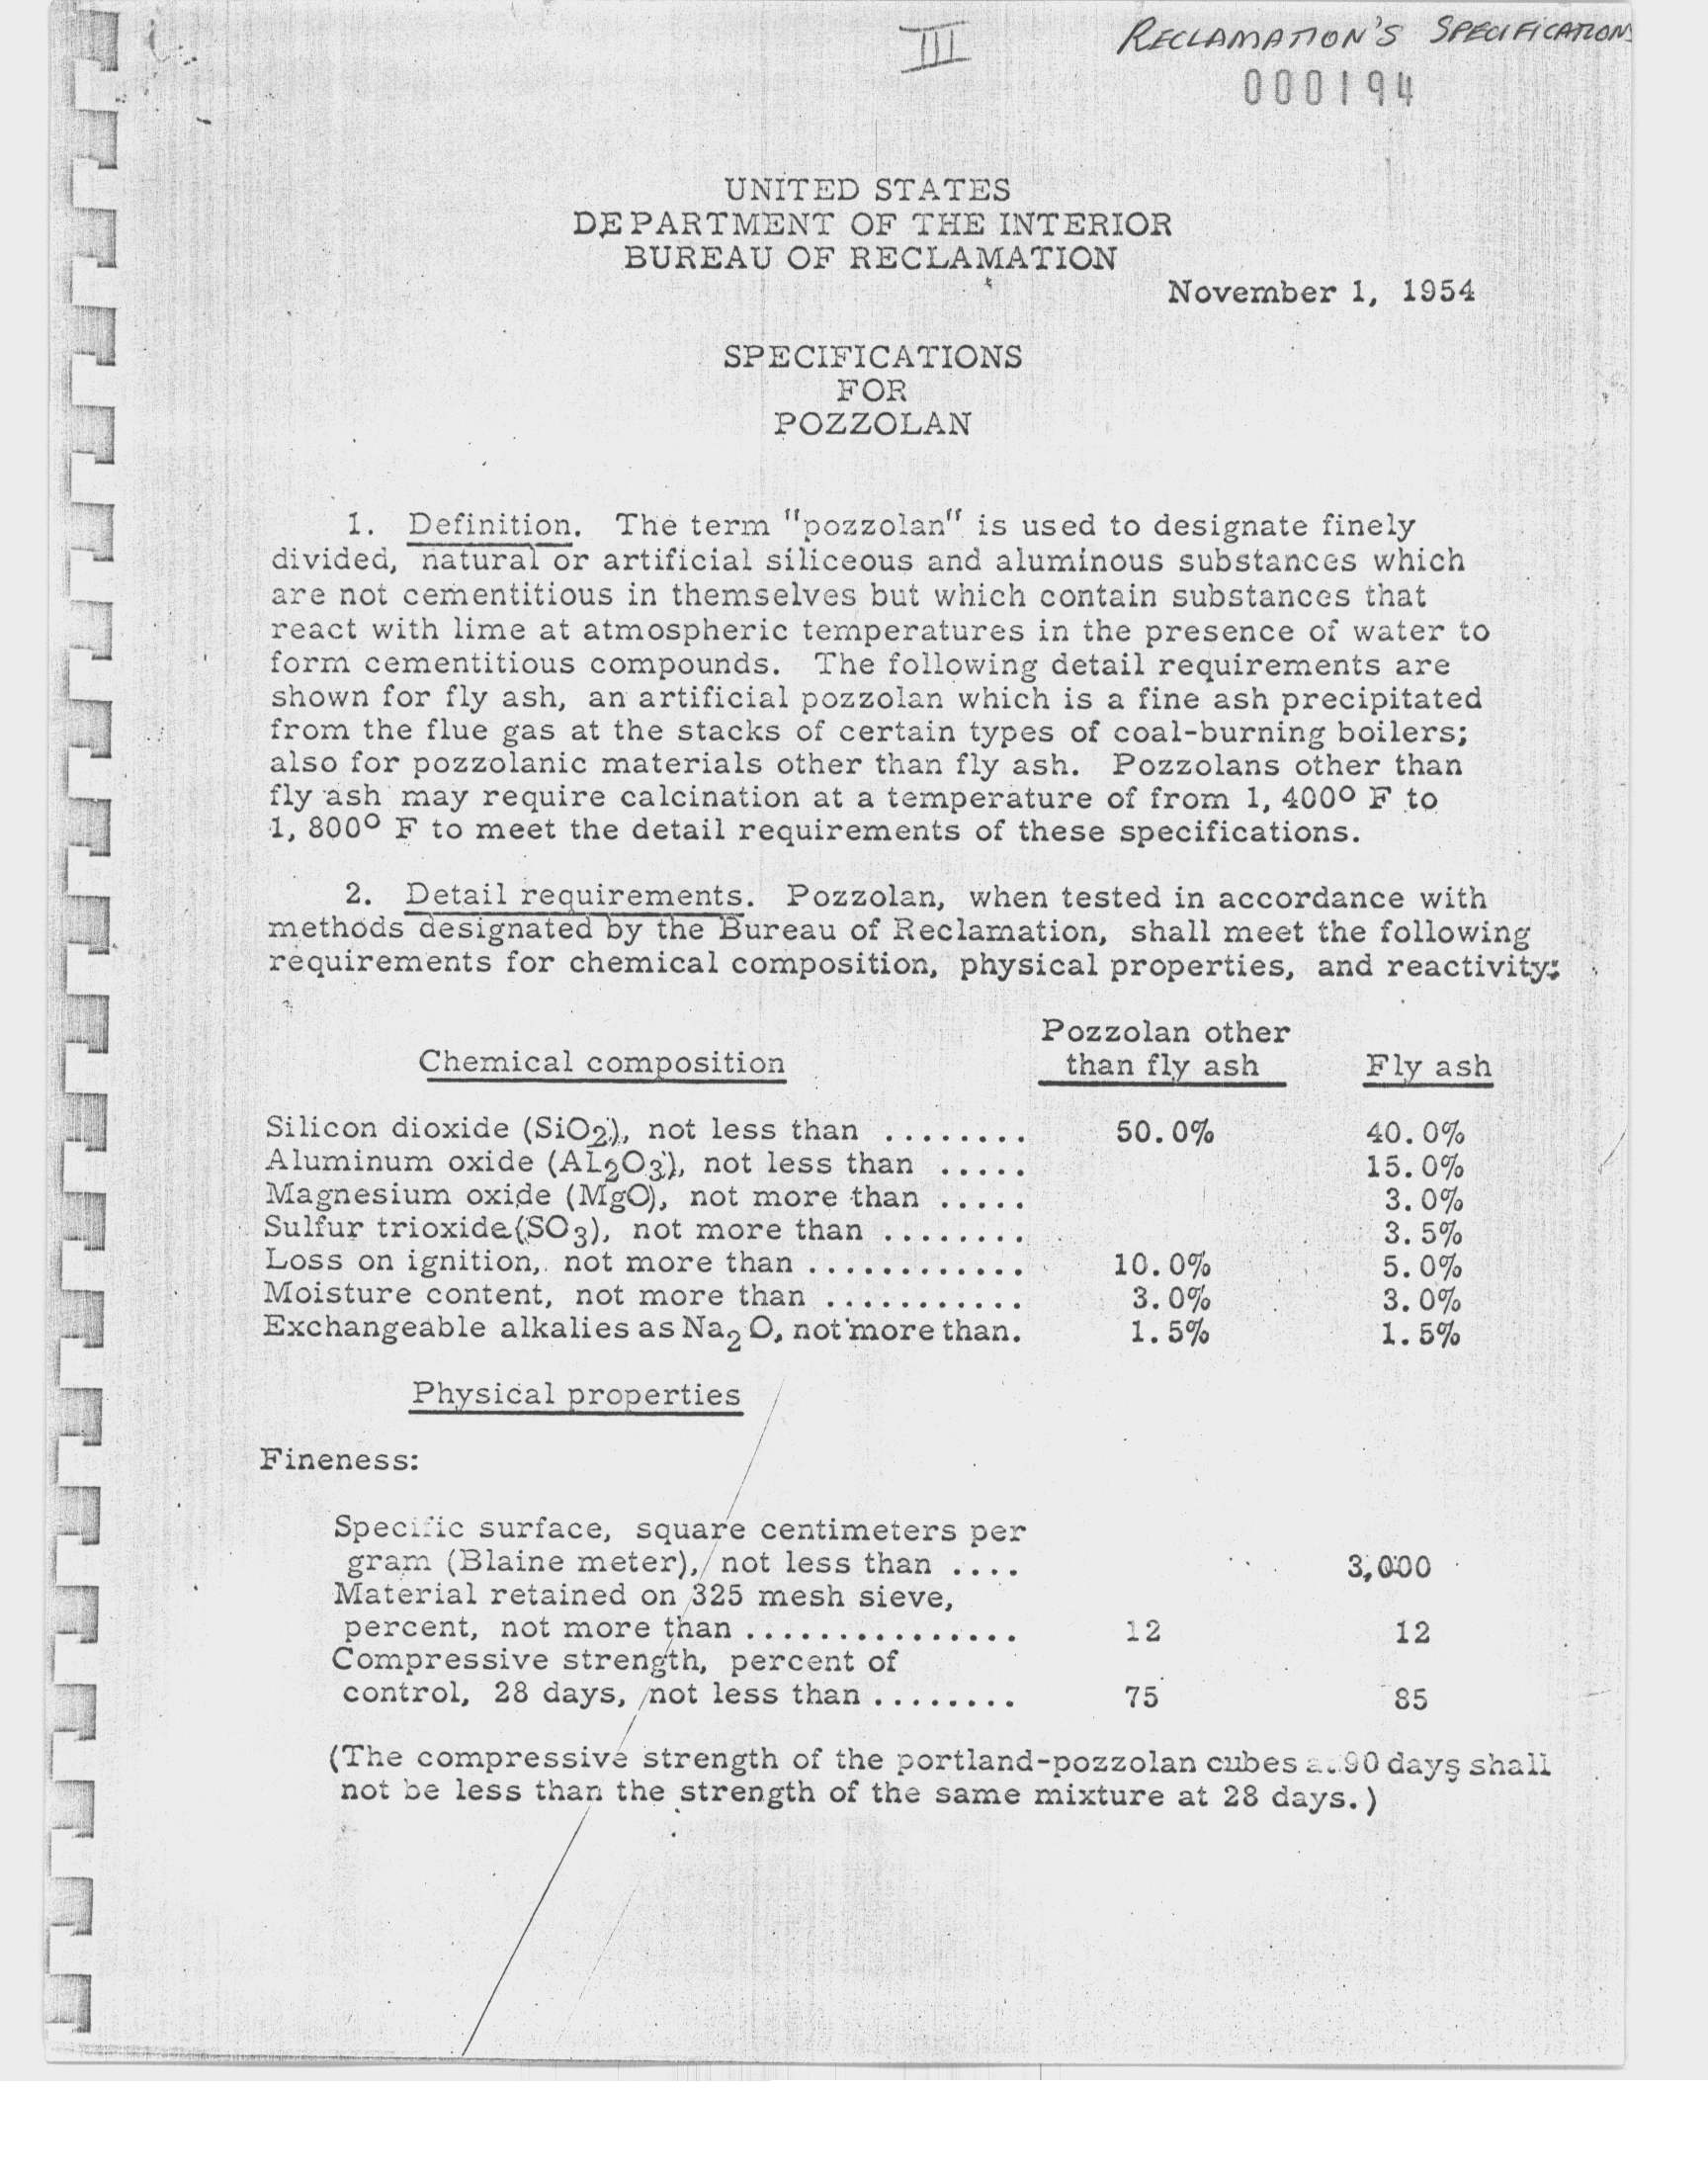 III
RECLAMATION'S SPECIFICATIONS
000194
UNITED STATES
DEPARTMENT OF THE INTERIOR
BUREAU OF RECLAMATION
November 1, 1954
SPECIFICATIONS
FOR
POZZOLAN
1. Definition. The term "pozzolan" is used to designate finely
divided, natural or artificial siliceous and aluminous substances which
are not cementitious in themselves but which contain substances that
react with lime at atmospheric temperatures in the presence of water to
form cementitious compounds. The following detail requirements are
shown for fly ash, an artificial pozzolan which is a fine ash precipitated
from the flue gas at the stacks of certain types of coal-burning boilers;
also for pozzolanic materials other than fly ash. Pozzolans other than
fly ash may require calcination at a temperature of from 1,400° F to
1,800° F to meet the detail requirements of these specifications.
2. Detail requirements. Pozzolan, when tested in accordance with
methods designated by the Bureau of Reclamation, shall meet the following
requirements for chemical composition, physical properties, and reactivity:
Pozzolan other
Chemical composition than fly ash Fly ash
Silicon dioxide (SiO2), not less than ........ 50.0% 40.0%
Aluminum oxide (AL2O3), not less than ..... 15.0%
Magnesium oxide (MgO), not more than ..... 3.0%
Sulfur trioxide (SO3), not more than ........ 3.5%
Loss on ignition, not more than ............ 10.0% 5.0%
Moisture content, not more than ........... 3.0% 3.0%
Exchangeable alkalies as Na2O, not more than. 1.5% 1.5%
Physical properties
Fineness:
Specific surface, square centimeters per
gram (Blaine meter), not less than .... 3,000
Material retained on 325 mesh sieve,
percent, not more than ............... 12 12
Compressive strength, percent of
control, 28 days, not less than ........ 75 85
(The compressive strength of the portland-pozzolan cubes at 90 days shall
not be less than the strength of the same mixture at 28 days.)